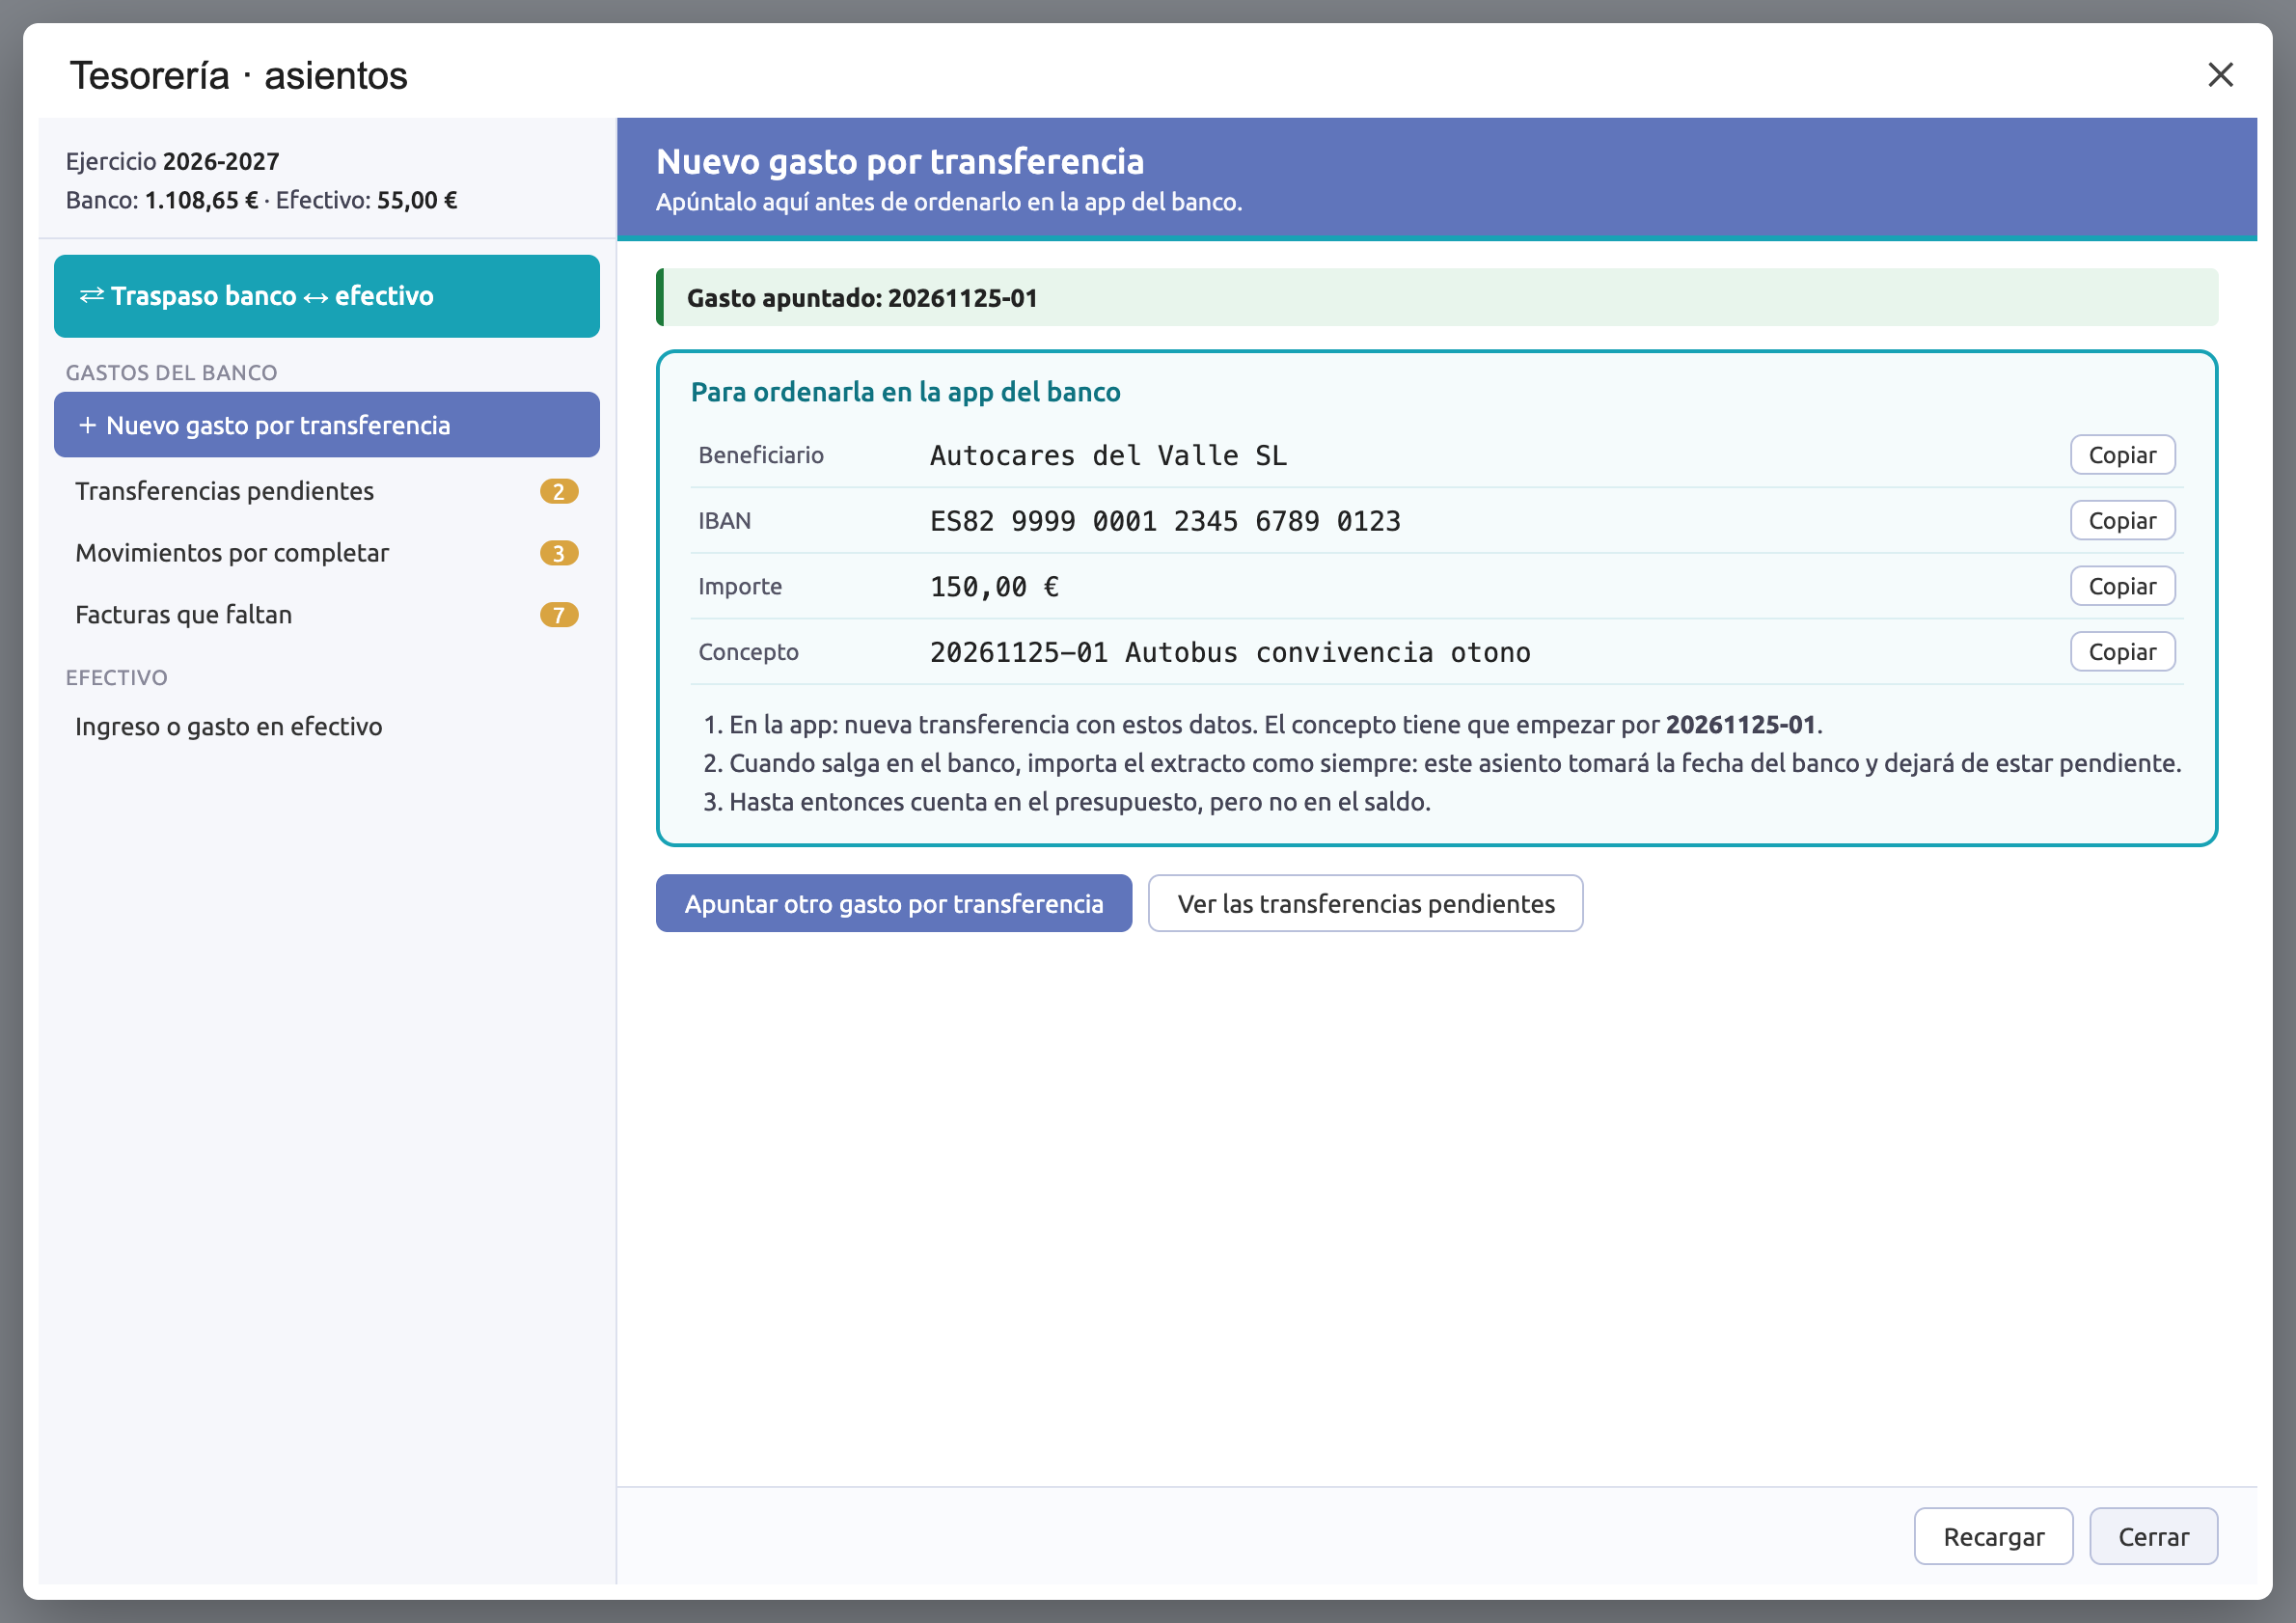 Tesorería · asientos
Ejercicio 2026-2027
Banco: 1.108,65 € · Efectivo: 55,00 €
⇄ Traspaso banco ↔ efectivo
GASTOS DEL BANCO
+ Nuevo gasto por transferencia
Transferencias pendientes 2
Movimientos por completar 3
Facturas que faltan 7
EFECTIVO
Ingreso o gasto en efectivo
Nuevo gasto por transferencia
Apúntalo aquí antes de ordenarlo en la app del banco.
Gasto apuntado: 20261125-01
Para ordenarla en la app del banco
Beneficiario Autocares del Valle SL Copiar
IBAN ES82 9999 0001 2345 6789 0123 Copiar
Importe 150,00 € Copiar
Concepto 20261125-01 Autobus convivencia otono Copiar
1. En la app: nueva transferencia con estos datos. El concepto tiene que empezar por 20261125-01.
2. Cuando salga en el banco, importa el extracto como siempre: este asiento tomará la fecha del banco y dejará de estar pendiente.
3. Hasta entonces cuenta en el presupuesto, pero no en el saldo.
Apuntar otro gasto por transferencia Ver las transferencias pendientes
Recargar Cerrar